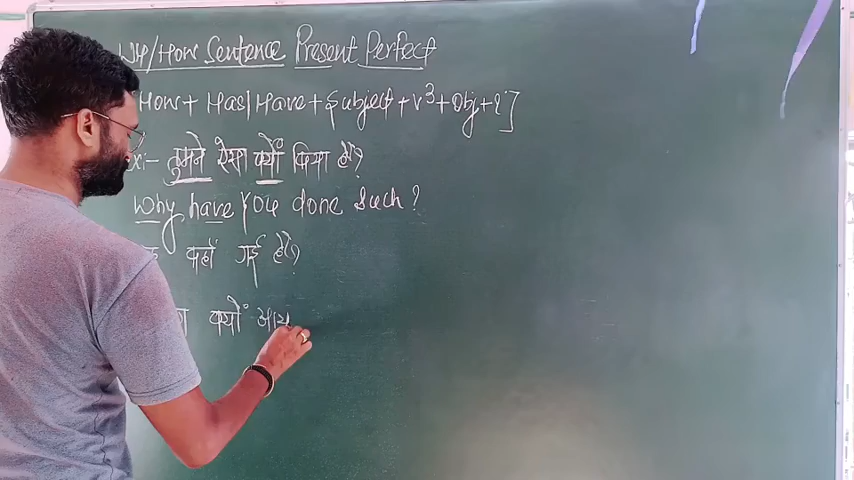 Wh/How Sentence Present Perfect
How + Has/Have + Subject + v³ + Obj + ?]
Ex:- तुमने ऐसा क्यों किया हो?
Why have you done such?
कहाँ गई हो?
क्यों आय